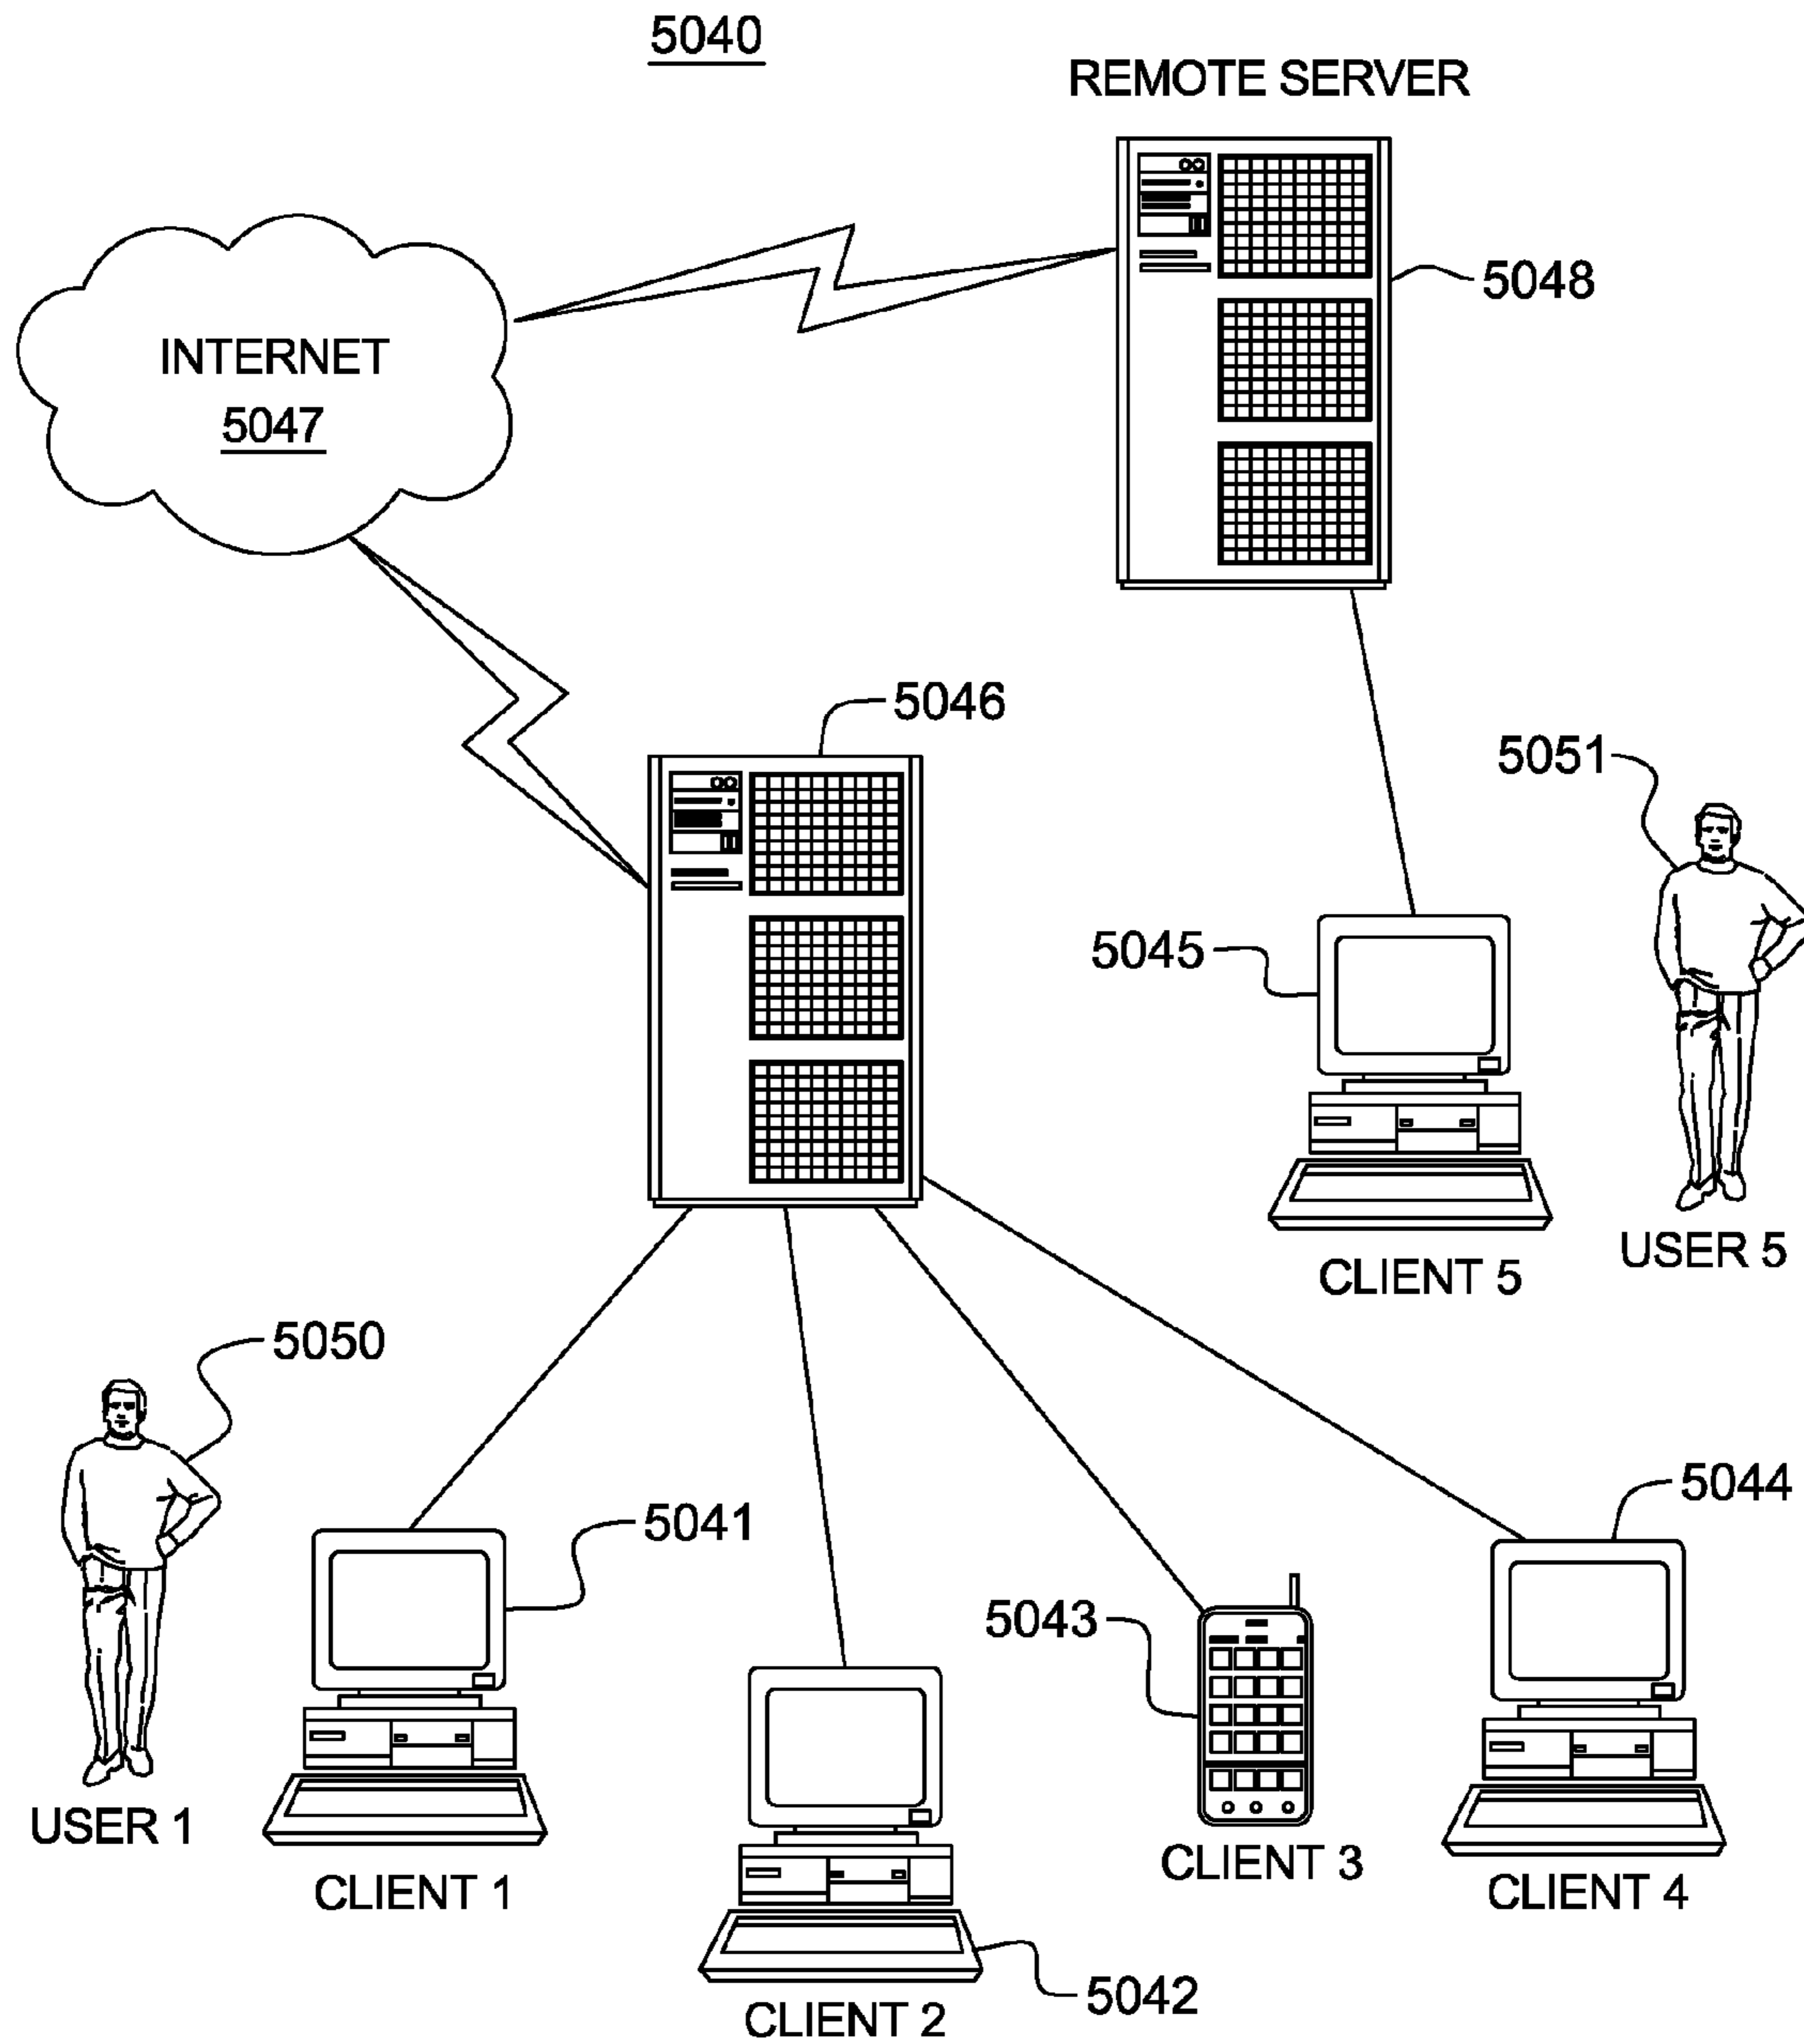 5040
REMOTE SERVER
5048
INTERNET
5047
5046
5051
5045
USER 5
CLIENT 5
5050
5044
5041
5043
USER 1
CLIENT 3
CLIENT 1
CLIENT 4
5042
CLIENT 2